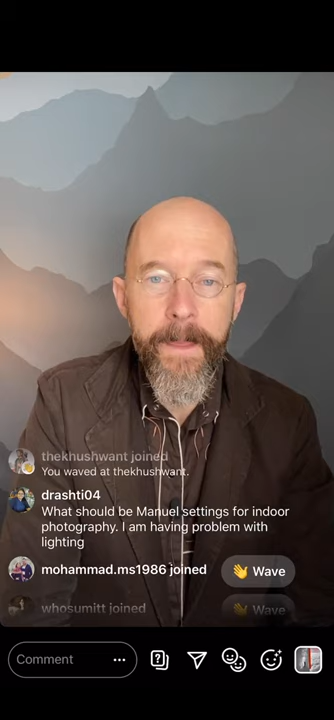 thekhushwant joined
You waved at thekhushwant.
drashti04
What should be Manuel settings for indoor
photography. I am having problem with
lighting
mohammad.ms1986 joined
👋 Wave
whosumitt joined
👋 Wave
Comment